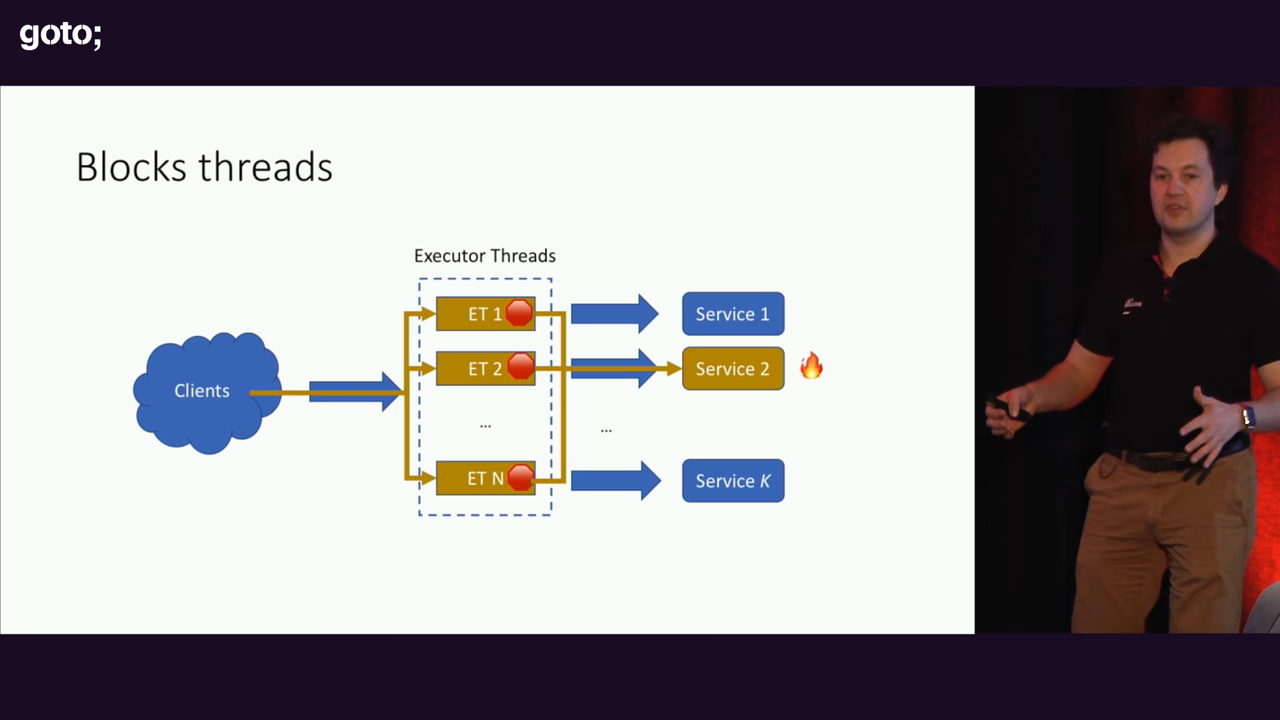 goto;
Blocks threads
Executor Threads
ET 1
Service 1
ET 2
Service 2
Clients
...
...
ET N
Service K